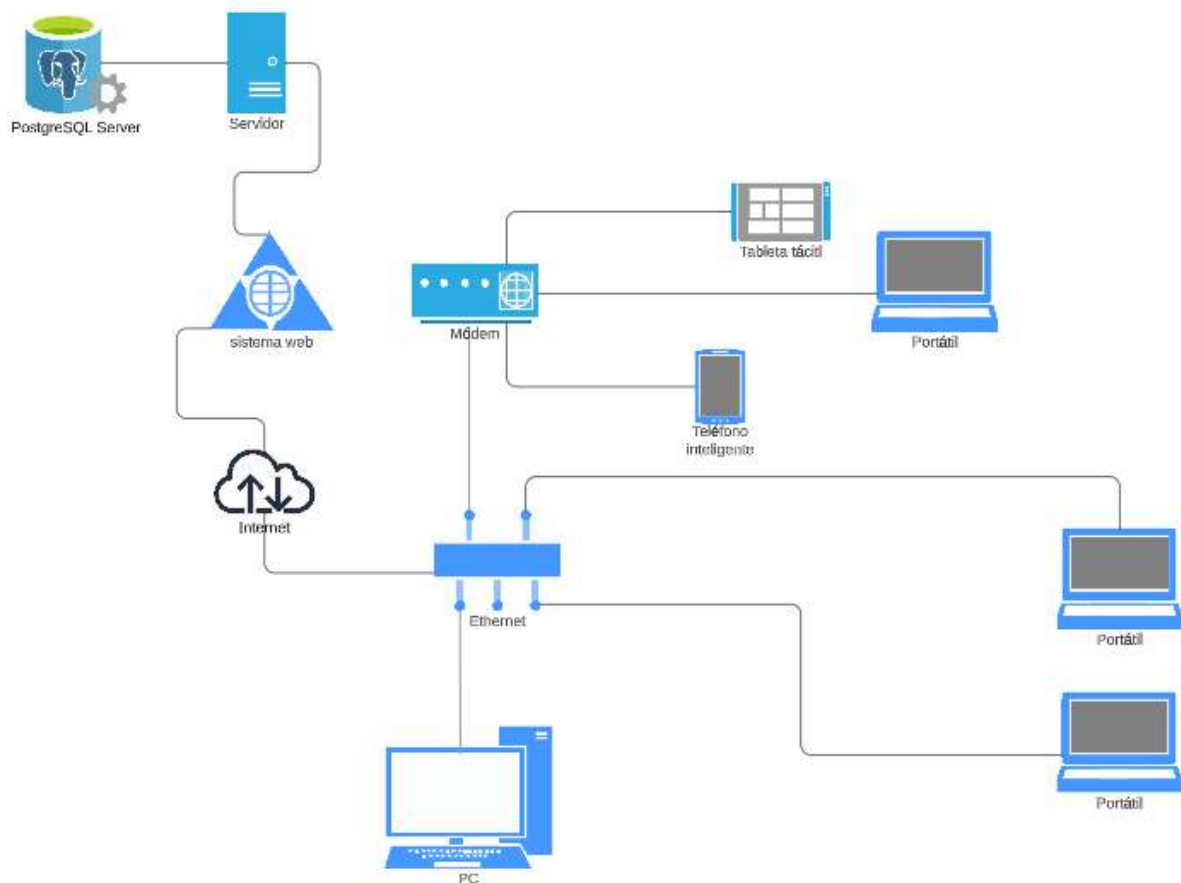 PostgreSQL Server
Servidor
sistema web
Internet
Módem
Tableta tácitl
Portátil
Teléfono
inteligente
Ethernet
Portátil
Portátil
PC